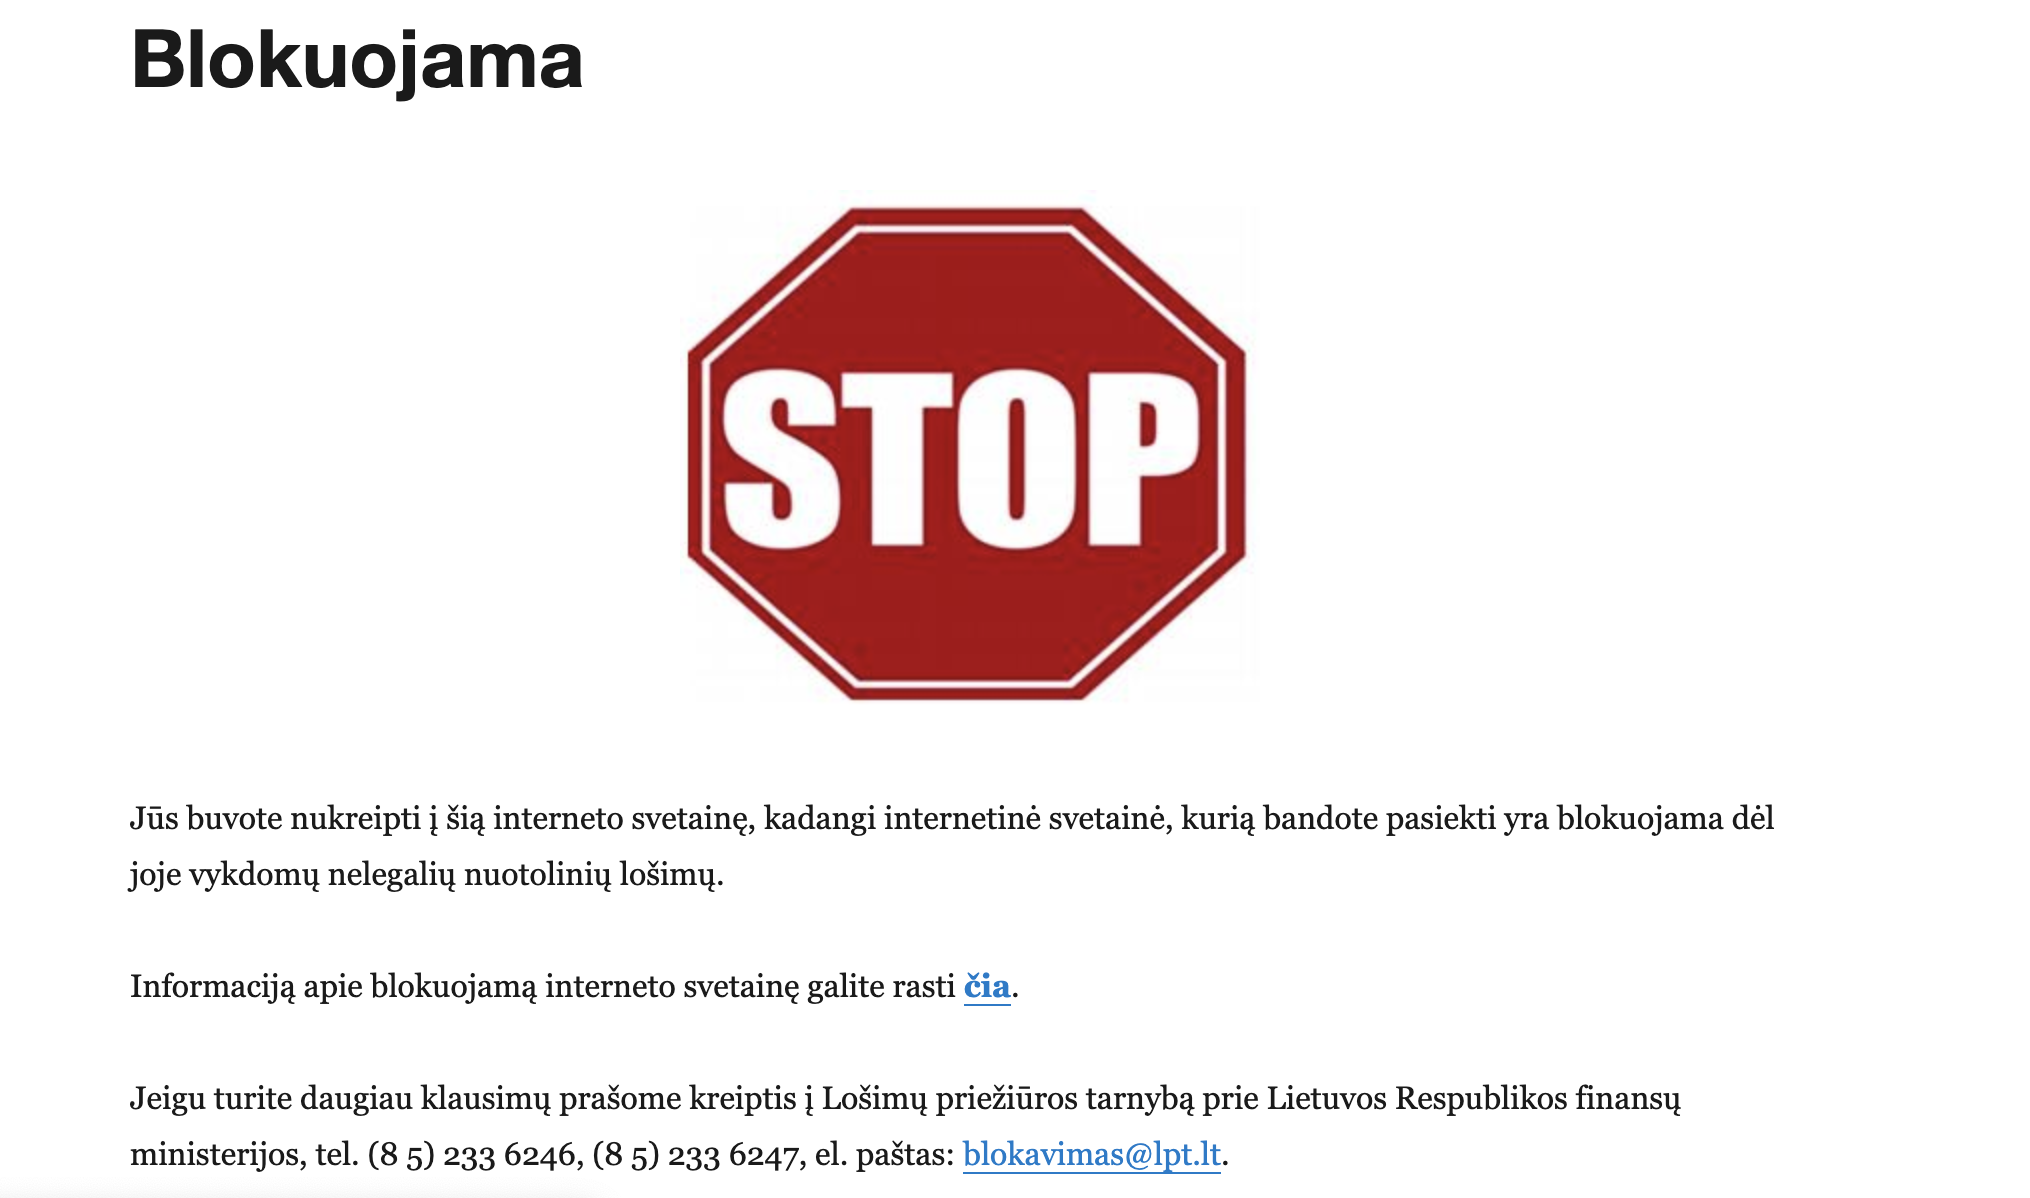 Blokuojama
STOP
Jūs buvote nukreipti į šią interneto svetainę, kadangi internetinė svetainė, kurią bandote pasiekti yra blokuojama dėl
joje vykdomų nelegalių nuotolinių lošimų.
Informaciją apie blokuojamą interneto svetainę galite rasti čia.
Jeigu turite daugiau klausimų prašome kreiptis į Lošimų priežiūros tarnybą prie Lietuvos Respublikos finansų
ministerijos, tel. (8 5) 233 6246, (8 5) 233 6247, el. paštas: blokavimas@lpt.lt.